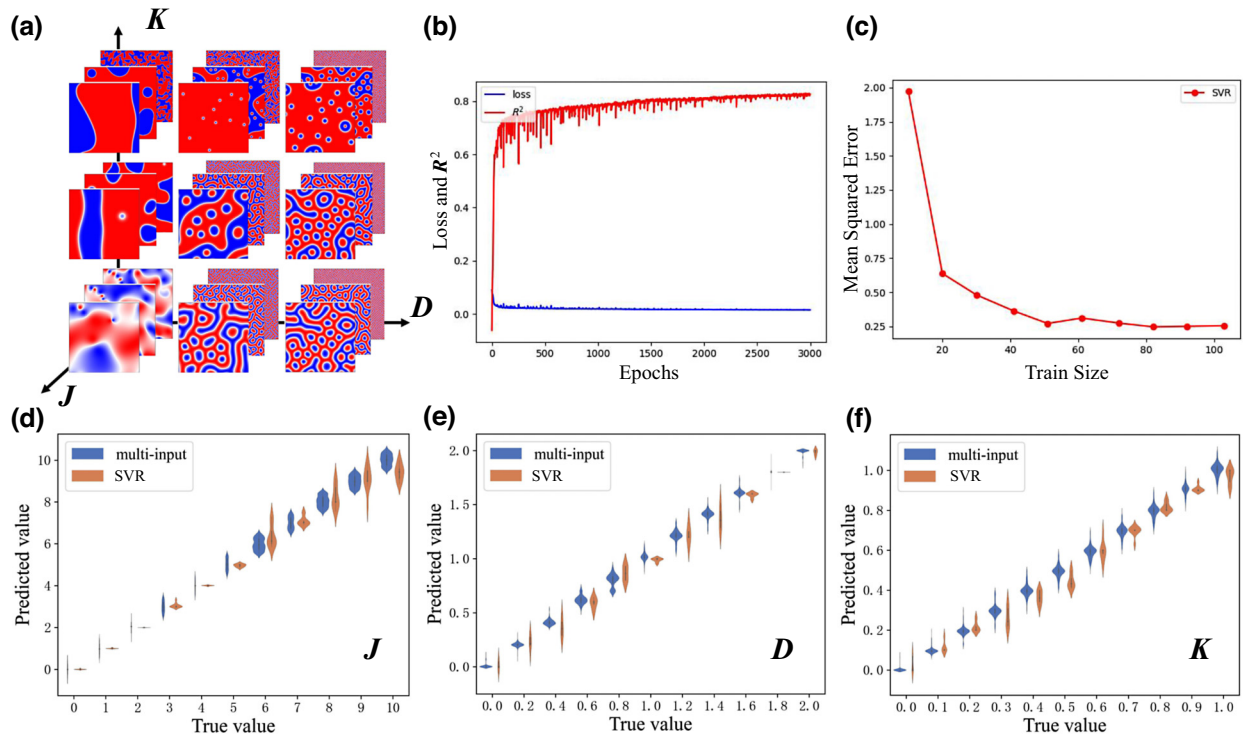 (a)
K
D
J
(b)
loss
R²
0.8
0.6
0.4
0.2
0.0
Loss and R²
0 500 1000 1500 2000 2500 3000
Epochs
(c)
SVR
2.00
1.75
1.50
1.25
1.00
0.75
0.50
0.25
Mean Squared Error
20 40 60 80 100
Train Size
(d)
multi-input
SVR
10
8
6
4
2
0
Predicted value
J
0 1 2 3 4 5 6 7 8 9 10
True value
(e)
multi-input
SVR
2.0
1.5
1.0
0.5
0.0
Predicted value
D
0.0 0.2 0.4 0.6 0.8 1.0 1.2 1.4 1.6 1.8 2.0
True value
(f)
multi-input
SVR
1.0
0.8
0.6
0.4
0.2
0.0
Predicted value
K
0.0 0.1 0.2 0.3 0.4 0.5 0.6 0.7 0.8 0.9 1.0
True value